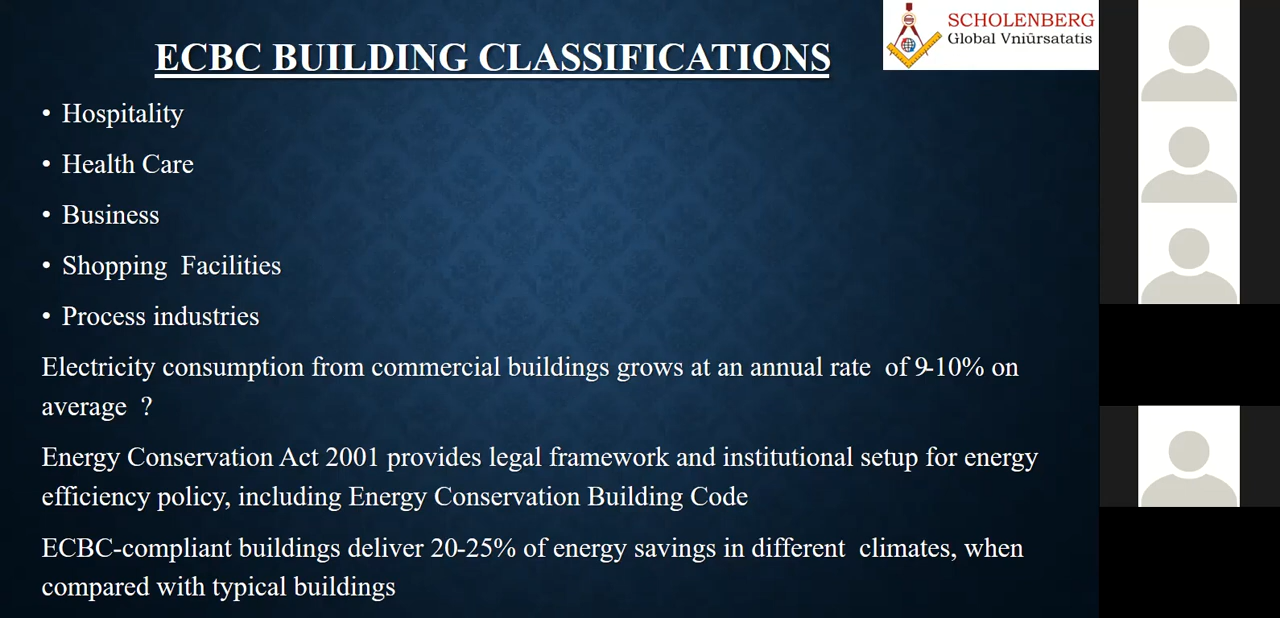 ECBC BUILDING CLASSIFICATIONS
SCHOLENBERG
Global Vniũrsatatis
• Hospitality
• Health Care
• Business
• Shopping Facilities
• Process industries
Electricity consumption from commercial buildings grows at an annual rate of 9-10% on
average ?
Energy Conservation Act 2001 provides legal framework and institutional setup for energy
efficiency policy, including Energy Conservation Building Code
ECBC-compliant buildings deliver 20-25% of energy savings in different climates, when
compared with typical buildings